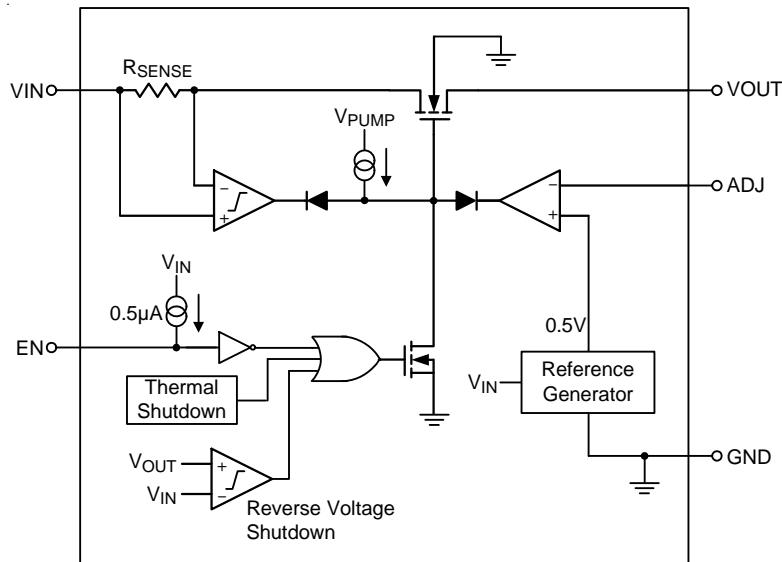 RSENSE
VIN
VOUT
VPUMP
ADJ
−
+
−
+
VIN
0.5µA
0.5V
EN
Thermal
Shutdown
VIN
Reference
Generator
VOUT
+
VIN
−
GND
Reverse Voltage
Shutdown